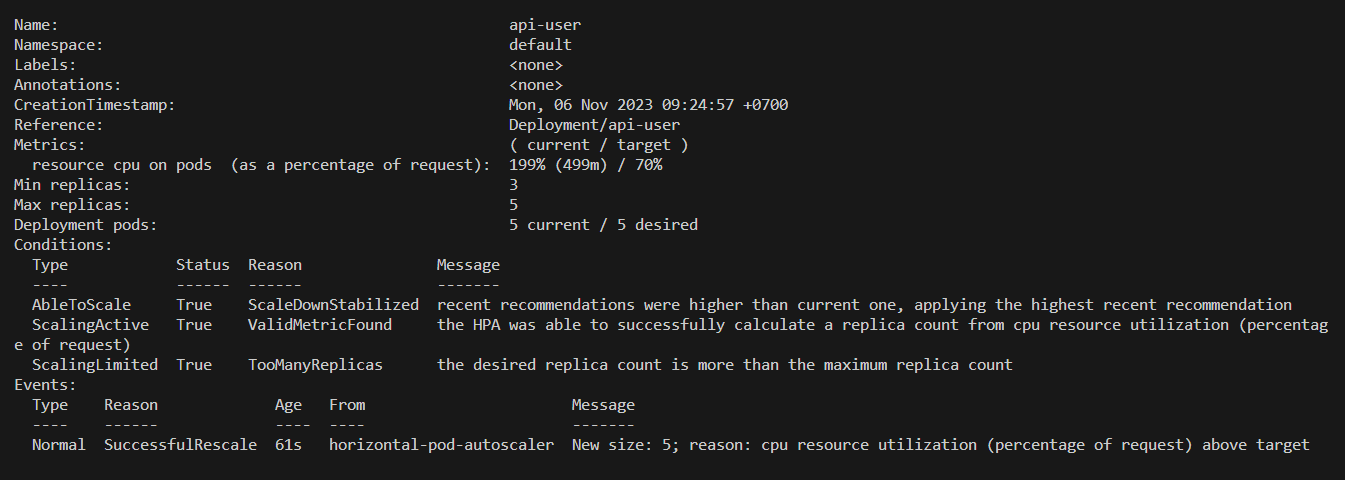 Name:                                                  api-user
Namespace:                                             default
Labels:                                                <none>
Annotations:                                           <none>
CreationTimestamp:                                     Mon, 06 Nov 2023 09:24:57 +0700
Reference:                                             Deployment/api-user
Metrics:                                               ( current / target )
  resource cpu on pods  (as a percentage of request):  199% (499m) / 70%
Min replicas:                                          3
Max replicas:                                          5
Deployment pods:                                       5 current / 5 desired
Conditions:
  Type            Status  Reason               Message
  ----            ------  ------               -------
  AbleToScale     True    ScaleDownStabilized  recent recommendations were higher than current one, applying the highest recent recommendation
  ScalingActive   True    ValidMetricFound     the HPA was able to successfully calculate a replica count from cpu resource utilization (percentag
e of request)
  ScalingLimited  True    TooManyReplicas      the desired replica count is more than the maximum replica count
Events:
  Type    Reason             Age   From                       Message
  ----    ------             ----  ----                       -------
  Normal  SuccessfulRescale  61s   horizontal-pod-autoscaler  New size: 5; reason: cpu resource utilization (percentage of request) above target